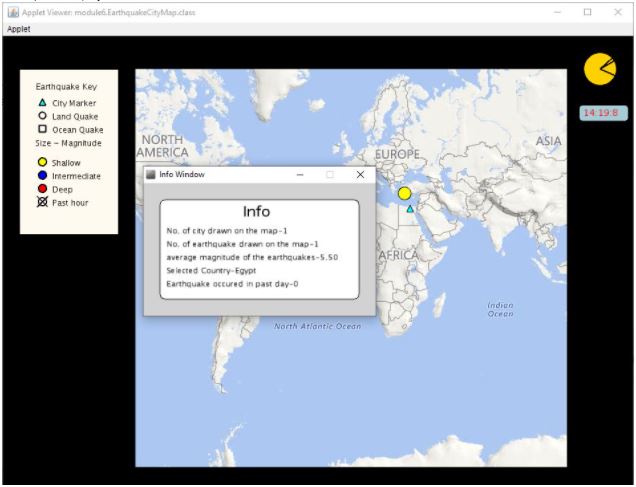 Applet Viewer: module6.EarthquakeCityMap.class
Applet
14:19:8
Earthquake Key
City Marker
Land Quake
Ocean Quake
Size ~ Magnitude
Shallow
Intermediate
Deep
Past hour
NORTH
AMERICA
EUROPE
ASIA
AFRICA
Indian
Ocean
North Atlantic Ocean
Info Window
Info
No. of city drawn on the map-1
No. of earthquake drawn on the map-1
average magnitude of the earthquakes-5.50
Selected Country-Egypt
Earthquake occured in past day-0